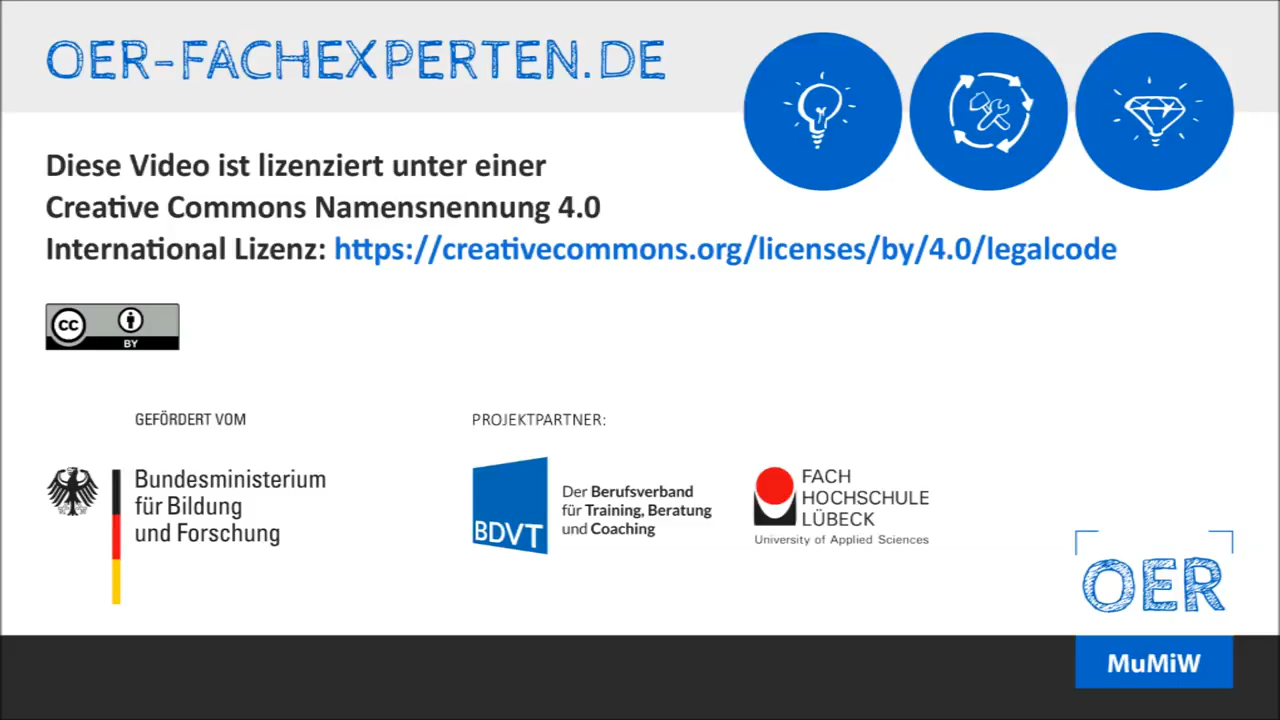 OER-FACHEXPERTEN.DE
Diese Video ist lizenziert unter einer
Creative Commons Namensnennung 4.0
International Lizenz: https://creativecommons.org/licenses/by/4.0/legalcode
CC
BY
GEFÖRDERT VOM
Bundesministerium
für Bildung
und Forschung
PROJEKTPARTNER:
BDVT
Der Berufsverband
für Training, Beratung
und Coaching
FACH
HOCHSCHULE
LÜBECK
University of Applied Sciences
OER
MuMiW